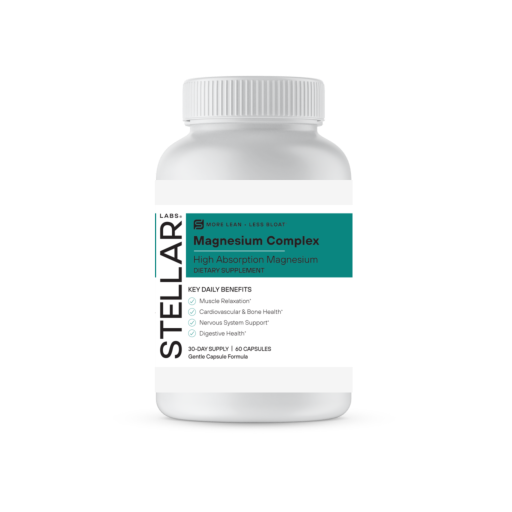 LABS.
STELLAR
MORE LEAN - LESS BLOAT
Magnesium Complex
High Absorption Magnesium
DIETARY SUPPLEMENT
KEY DAILY BENEFITS
Muscle Relaxation*
Cardiovascular & Bone Health*
Nervous System Support*
Digestive Health*
30-DAY SUPPLY | 60 CAPSULES
Gentle Capsule Formula